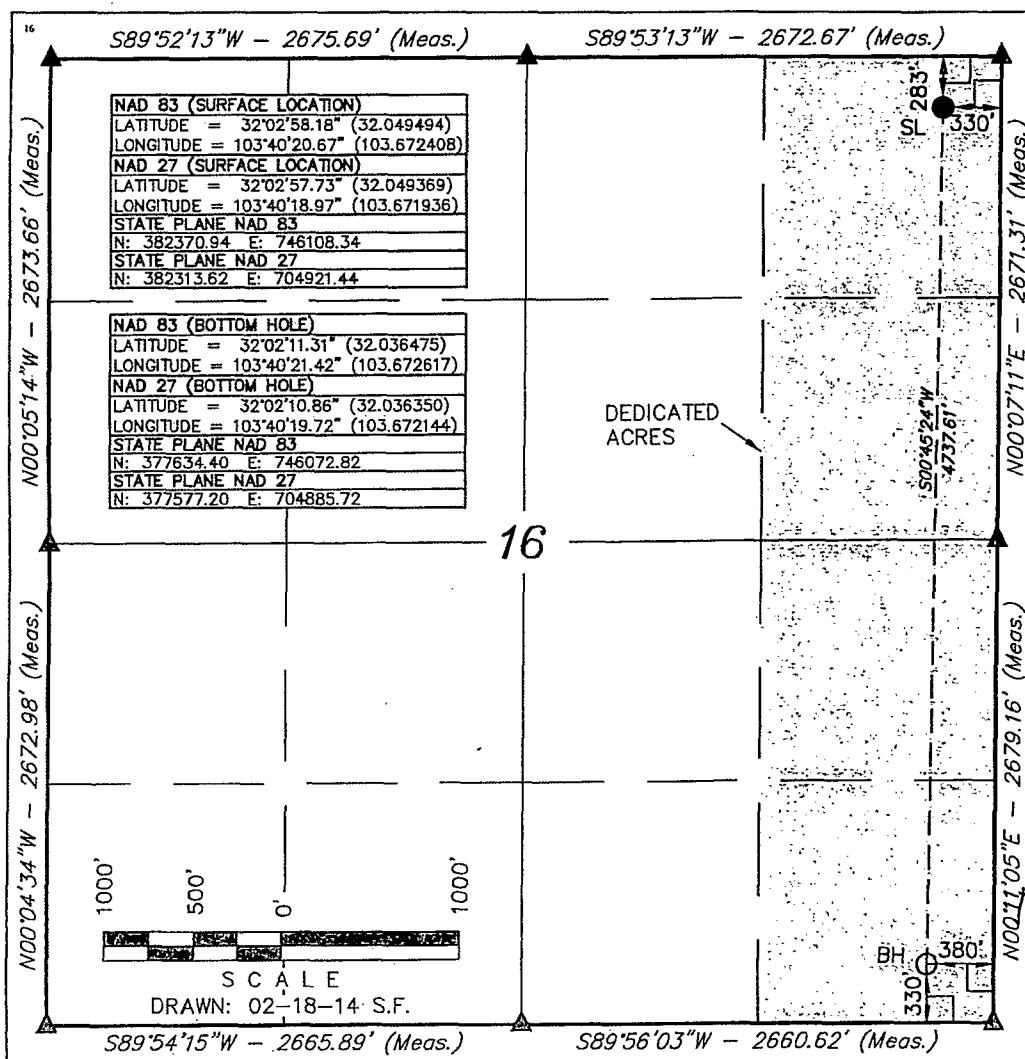 16
S89°52'13"W - 2675.69' (Meas.)
S89°53'13"W - 2672.67' (Meas.)
NAD 83 (SURFACE LOCATION)
LATITUDE = 32°02'58.18" (32.049494)
LONGITUDE = 103°40'20.67" (103.672408)
NAD 27 (SURFACE LOCATION)
LATITUDE = 32°02'57.73" (32.049369)
LONGITUDE = 103°40'18.97" (103.671936)
STATE PLANE NAD 83
N: 382370.94 E: 746108.34
STATE PLANE NAD 27
N: 382313.62 E: 704921.44
NAD 83 (BOTTOM HOLE)
LATITUDE = 32°02'11.31" (32.036475)
LONGITUDE = 103°40'21.42" (103.672617)
NAD 27 (BOTTOM HOLE)
LATITUDE = 32°02'10.86" (32.036350)
LONGITUDE = 103°40'19.72" (103.672144)
STATE PLANE NAD 83
N: 377634.40 E: 746072.82
STATE PLANE NAD 27
N: 377577.20 E: 704885.72
283'
SL
330'
N00°05'14"W - 2673.66' (Meas.)
N00°07'11"E - 2671.31' (Meas.)
DEDICATED
ACRES
S00°45'24"W
4737.61'
16
N00°04'34"W - 2672.98' (Meas.)
N00°11'05"E - 2679.16' (Meas.)
1000'
500'
0'
1000'
SCALE
DRAWN: 02-18-14 S.F.
BH
380'
330'
S89°54'15"W - 2665.89' (Meas.)
S89°56'03"W - 2660.62' (Meas.)